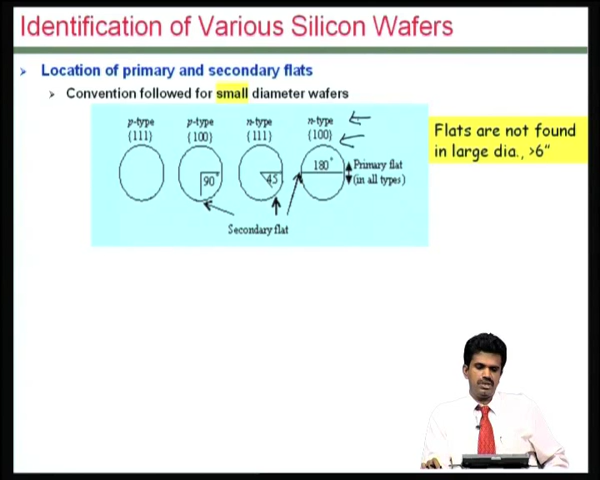 Identification of Various Silicon Wafers
Location of primary and secondary flats
Convention followed for small diameter wafers
p-type p-type n-type n-type
(111) (100) (111) (100)
90° 45 180°
Primary flat
(in all types)
Secondary flat
Flats are not found
in large dia., >6"